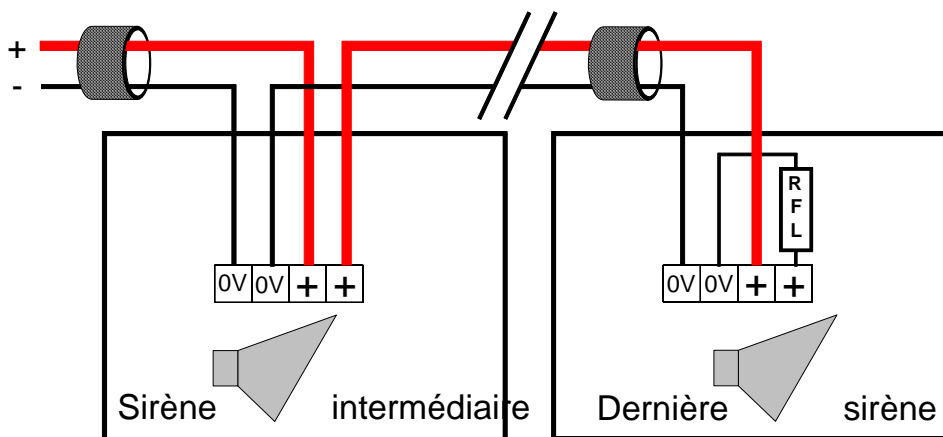 +
-
R
F
L
0V 0V + +
0V 0V + +
Sirène intermédiaire
Dernière sirène